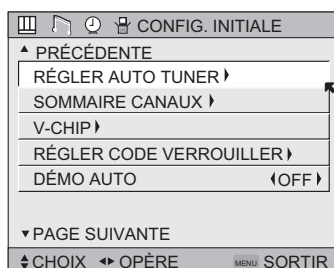 CONFIG. INITIALE
PRÉCÉDENTE
RÉGLER AUTO TUNER
SOMMAIRE CANAUX
V-CHIP
RÉGLER CODE VERROUILLER
DÉMO AUTO OFF
PAGE SUIVANTE
CHOIX OPÈRE MENU SORTIR